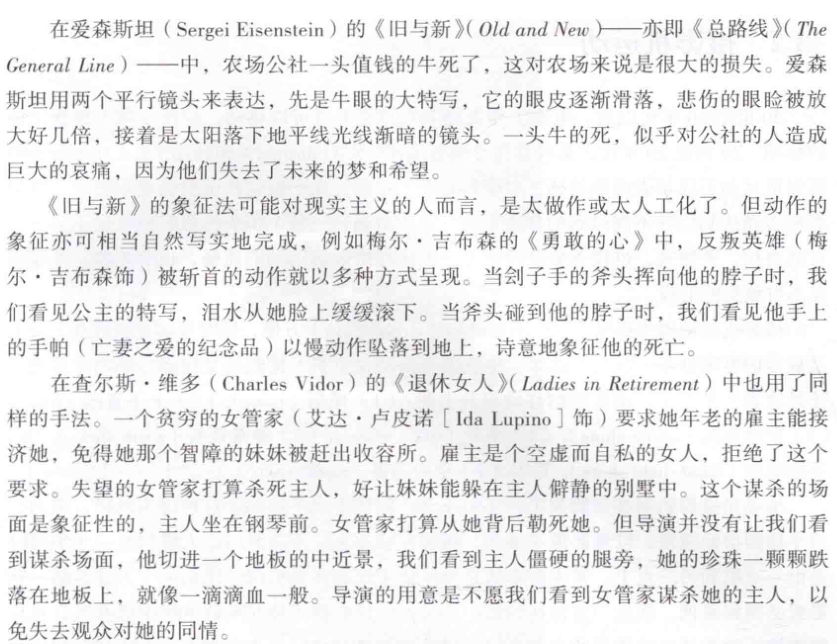 在爱森斯坦（Sergei Eisenstein）的《旧与新》（Old and New）——亦即《总路线》（The
General Line）——中，农场公社一头值钱的牛死了，这对农场来说是很大的损失。爱森
斯坦用两个平行镜头来表达，先是牛眼的大特写，它的眼皮逐渐滑落，悲伤的眼睑被放
大好几倍，接着是太阳落下地平线光线渐暗的镜头。一头牛的死，似乎对公社的人造成
巨大的哀痛，因为他们失去了未来的梦和希望。
《旧与新》的象征法可能对现实主义的人而言，是太做作或太人工化了。但动作的
象征亦可相当自然写实地完成，例如梅尔·吉布森的《勇敢的心》中，反叛英雄（梅
尔·吉布森饰）被斩首的动作就以多种方式呈现。当刽子手的斧头挥向他的脖子时，我
们看见公主的特写，泪水从她脸上缓缓滚下。当斧头碰到他的脖子时，我们看见他手上
的手帕（亡妻之爱的纪念品）以慢动作坠落到地上，诗意地象征他的死亡。
在查尔斯·维多（Charles Vidor）的《退休女人》（Ladies in Retirement）中也用了同
样的手法。一个贫穷的女管家（艾达·卢皮诺［Ida Lupino］饰）要求她年老的雇主能接
济她，免得她那个智障的妹妹被赶出收容所。雇主是个空虚而自私的女人，拒绝了这个
要求。失望的女管家打算杀死主人，好让妹妹能躲在主人僻静的别墅中。这个谋杀的场
面是象征性的，主人坐在钢琴前。女管家打算从她背后勒死她。但导演并没有让我们看
到谋杀场面，他切进一个地板的中近景，我们看到主人僵硬的腿旁，她的珍珠一颗颗跌
落在地板上，就像一滴滴血一般。导演的用意是不愿我们看到女管家谋杀她的主人，以
免失去观众对她的同情。